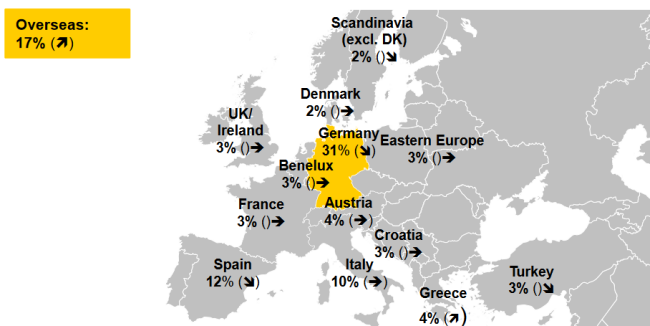 Overseas:
17% (↗)
Scandinavia
(excl. DK)
2% ()↘
Denmark
2% ()→
UK/
Ireland
3% ()→
Germany
31% (↘)
Eastern Europe
3% ()→
Benelux
3% ()→
France
3% ()→
Austria
4% (→)
Croatia
3% ()→
Spain
12% (↘)
Italy
10% (→)
Turkey
3% ()↘
Greece
4% (↗)